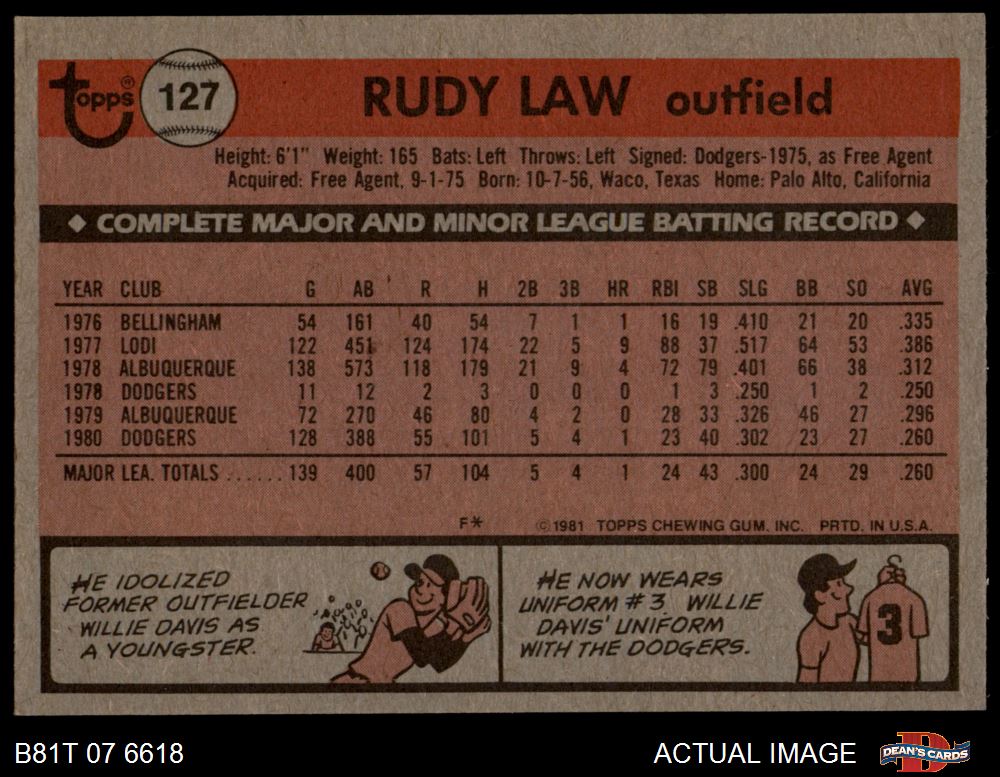 Topps® 127 RUDY LAW outfield
Height: 6'1" Weight: 165 Bats: Left Throws: Left Signed: Dodgers-1975, as Free Agent
Acquired: Free Agent, 9-1-75 Born: 10-7-56, Waco, Texas Home: Palo Alto, California
◆ COMPLETE MAJOR AND MINOR LEAGUE BATTING RECORD ◆
YEAR CLUB G AB R H 2B 3B HR RBI SB SLG BB SO AVG
1976 BELLINGHAM 54 161 40 54 7 1 1 16 19 .410 21 20 .335
1977 LODI 122 451 124 174 22 5 9 88 37 .517 64 53 .386
1978 ALBUQUERQUE 138 573 118 179 21 9 4 72 79 .401 66 38 .312
1978 DODGERS 11 12 2 3 0 0 0 1 3 .250 1 2 .250
1979 ALBUQUERQUE 72 270 46 80 4 2 0 28 33 .326 46 27 .296
1980 DODGERS 128 388 55 101 5 4 1 23 40 .302 23 27 .260
MAJOR LEA. TOTALS ...... 139 400 57 104 5 4 1 24 43 .300 24 29 .260
F* ©1981 TOPPS CHEWING GUM, INC. PRTD. IN U.S.A.
HE IDOLIZED
FORMER OUTFIELDER
WILLIE DAVIS AS
A YOUNGSTER.
HE NOW WEARS
UNIFORM #3, WILLIE
DAVIS' UNIFORM
WITH THE DODGERS.
3
B81T 07 6618 ACTUAL IMAGE DEAN'S CARDS